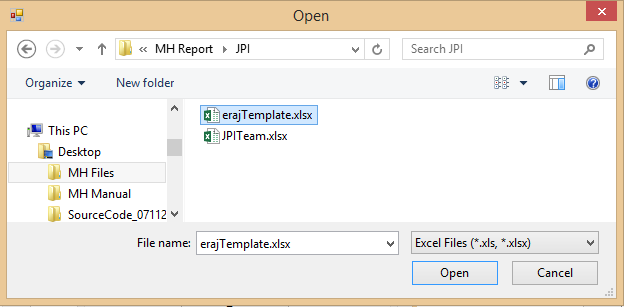 Open
« MH Report ▸ JPI
Search JPI
Organize
New folder
This PC
Desktop
MH Files
MH Manual
SourceCode_07112
erajTemplate.xlsx
JPITeam.xlsx
File name:
erajTemplate.xlsx
Excel Files (*.xls, *.xlsx)
Open
Cancel